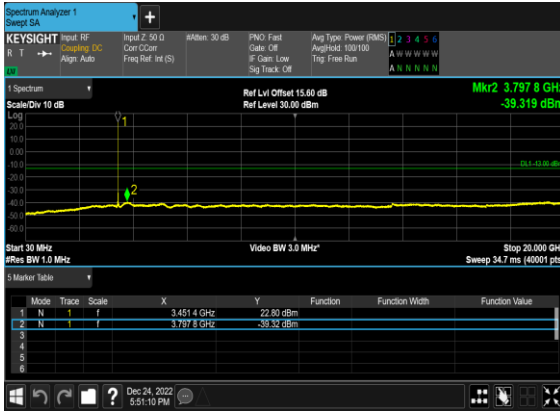 Spectrum Analyzer 1
Swept SA
+
KEYSIGHT Input: RF Input Z: 50 Ω #Atten: 30 dB PNO: Fast Avg Type: Power (RMS) 1 2 3 4 5 6
R T Coupling: DC Corr CCorr Gate: Off Avg|Hold: 100/100 A W W W W W
Align: Auto Freq Ref: Int (S) IF Gain: Low Trig: Free Run
Sig Track: Off A N N N N N
1 Spectrum
Ref Lvl Offset 15.60 dB Mkr2 3.797 8 GHz
Scale/Div 10 dB Ref Level 30.00 dBm -39.319 dBm
Log
1
20.0
10.0
0.00
-10.0
DL1 -13.00 dBm
-20.0
-30.0
2
-40.0
-50.0
-60.0
Start 30 MHz Video BW 3.0 MHz* Stop 20.000 GHz
#Res BW 1.0 MHz Sweep 34.7 ms (40001 pts)
5 Marker Table
Mode Trace Scale X Y Function Function Width Function Value
1 N 1 f 3.451 4 GHz 22.80 dBm
2 N 1 f 3.797 8 GHz -39.32 dBm
3
4
5
6
?
Dec 24, 2022
5:51:10 PM